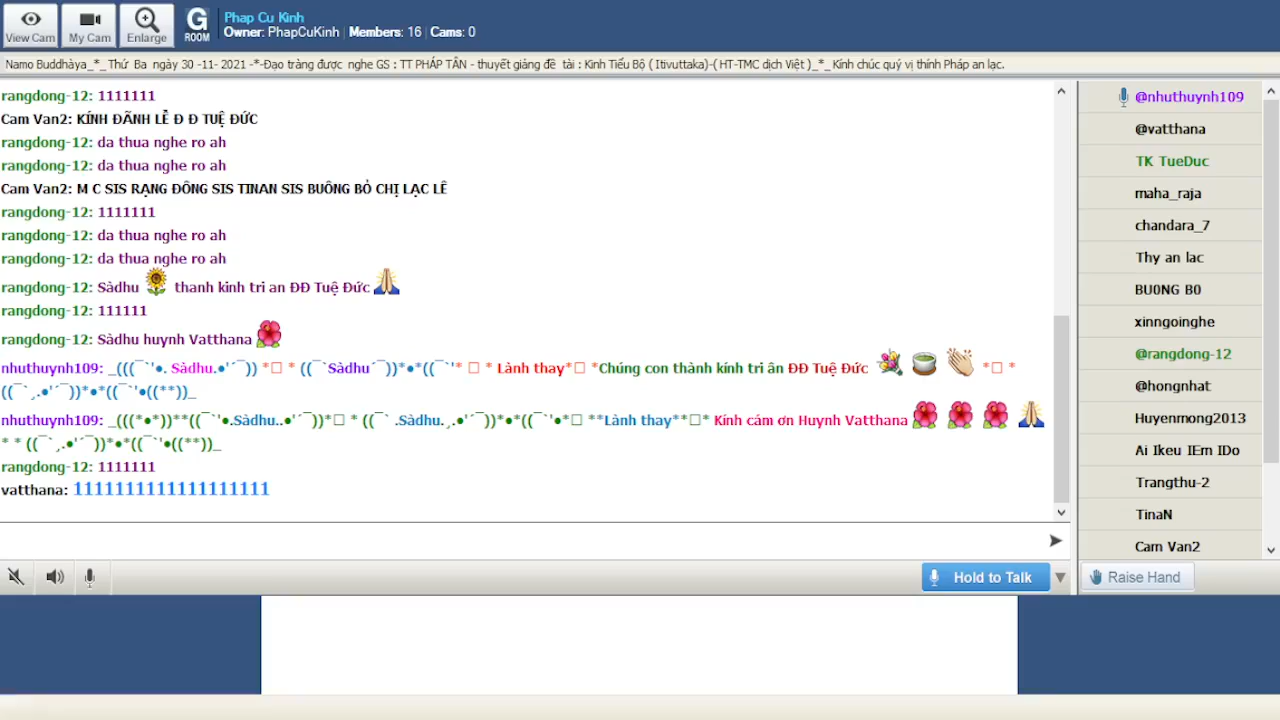 View Cam
My Cam
Enlarge
G
ROOM
Phap Cu Kinh
Owner: PhapCuKinh | Members: 16 | Cams: 0
Namo Buddhàya_*_Thứ Ba ngày 30 -11- 2021 -*-Đạo tràng được nghe GS : TT PHÁP TÂN - thuyết giảng đề tài : Kinh Tiểu Bộ ( Itivuttaka)-( HT-TMC dịch Việt )_*_ Kính chúc quý vị thính Pháp an lạc.
rangdong-12: 1111111
Cam Van2: KÍNH ĐÃNH LỄ Đ Đ TUỆ ĐỨC
rangdong-12: da thua nghe ro ah
rangdong-12: da thua nghe ro ah
Cam Van2: M C SIS RẠNG ĐÔNG SIS TINAN SIS BUÔNG BỎ CHỊ LẠC LÊ
rangdong-12: 1111111
rangdong-12: da thua nghe ro ah
rangdong-12: da thua nghe ro ah
rangdong-12: Sàdhu 🌻 thanh kinh tri an ĐĐ Tuệ Đức 🙏
rangdong-12: 111111
rangdong-12: Sàdhu huynh Vatthana 🌺
nhuthuynh109: _(((¯`'•. Sàdhu.•'´¯)) *□ * ((¯`Sàdhu´¯))*•*((¯`'* □ * Lành thay*□ *Chúng con thành kính tri ân ĐĐ Tuệ Đức 💐 🍵 👏 *□ *
((¯`¸.•'´¯))*•*((¯`'•((**))_
nhuthuynh109: _(((*•*))**((¯`'•.Sàdhu..•'´¯))*□ * ((¯` .Sàdhu.¸.•'´¯))*•*((¯`'•*□ **Lành thay**□* Kính cám ơn Huynh Vatthana 🌺 🌺 🌺 🙏
* * ((¯`¸.•'´¯))*•*((¯`'•((**))_
rangdong-12: 1111111
vatthana: 1111111111111111111
Hold to Talk
@nhuthuynh109
@vatthana
TK TueDuc
maha_raja
chandara_7
Thy an lac
BU0NG B0
xinngoinghe
@rangdong-12
@hongnhat
Huyenmong2013
Ai Ikeu IEm IDo
Trangthu-2
TinaN
Cam Van2
Raise Hand